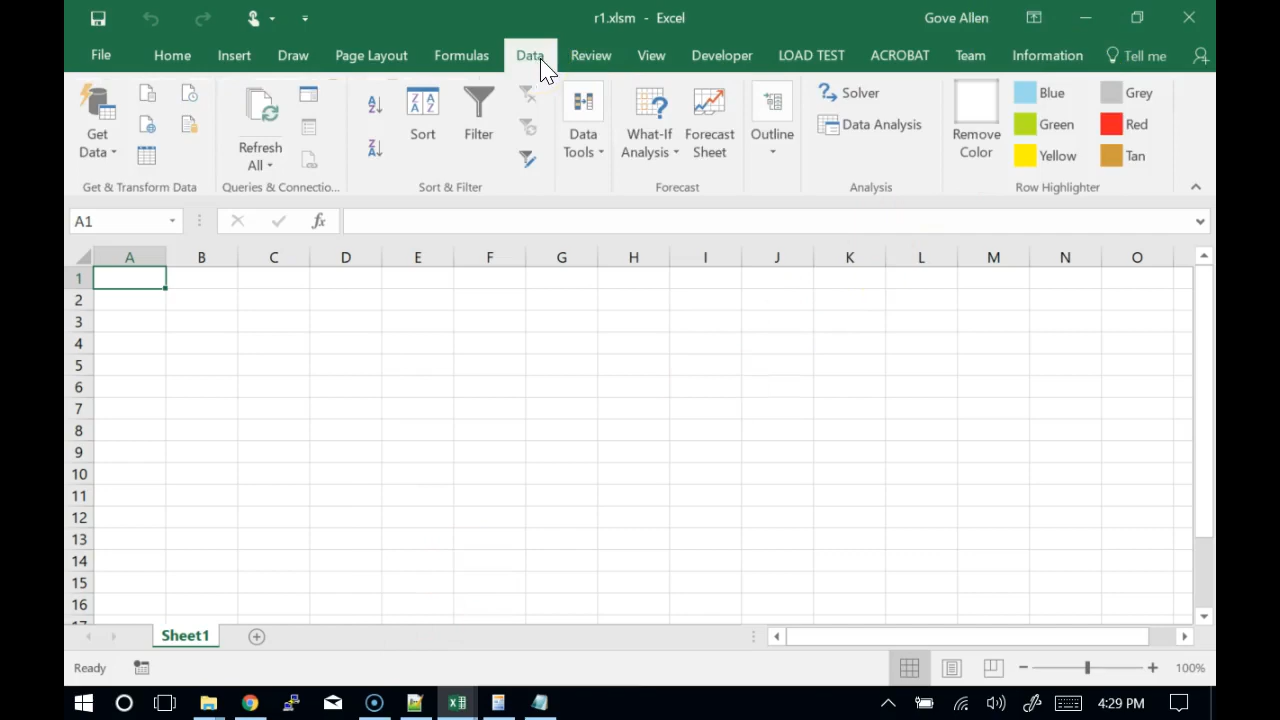 r1.xlsm - Excel
Gove Allen
File Home Insert Draw Page Layout Formulas Data Review View Developer LOAD TEST ACROBAT Team Information Tell me
Get Data
Refresh All
Sort
Filter
Data Tools
What-If Analysis
Forecast Sheet
Outline
Solver
Data Analysis
Remove Color
Blue
Green
Yellow
Grey
Red
Tan
Get & Transform Data
Queries & Connectio...
Sort & Filter
Forecast
Analysis
Row Highlighter
A1
fx
A B C D E F G H I J K L M N O
1
2
3
4
5
6
7
8
9
10
11
12
13
14
15
16
Sheet1
Ready
100%
4:29 PM